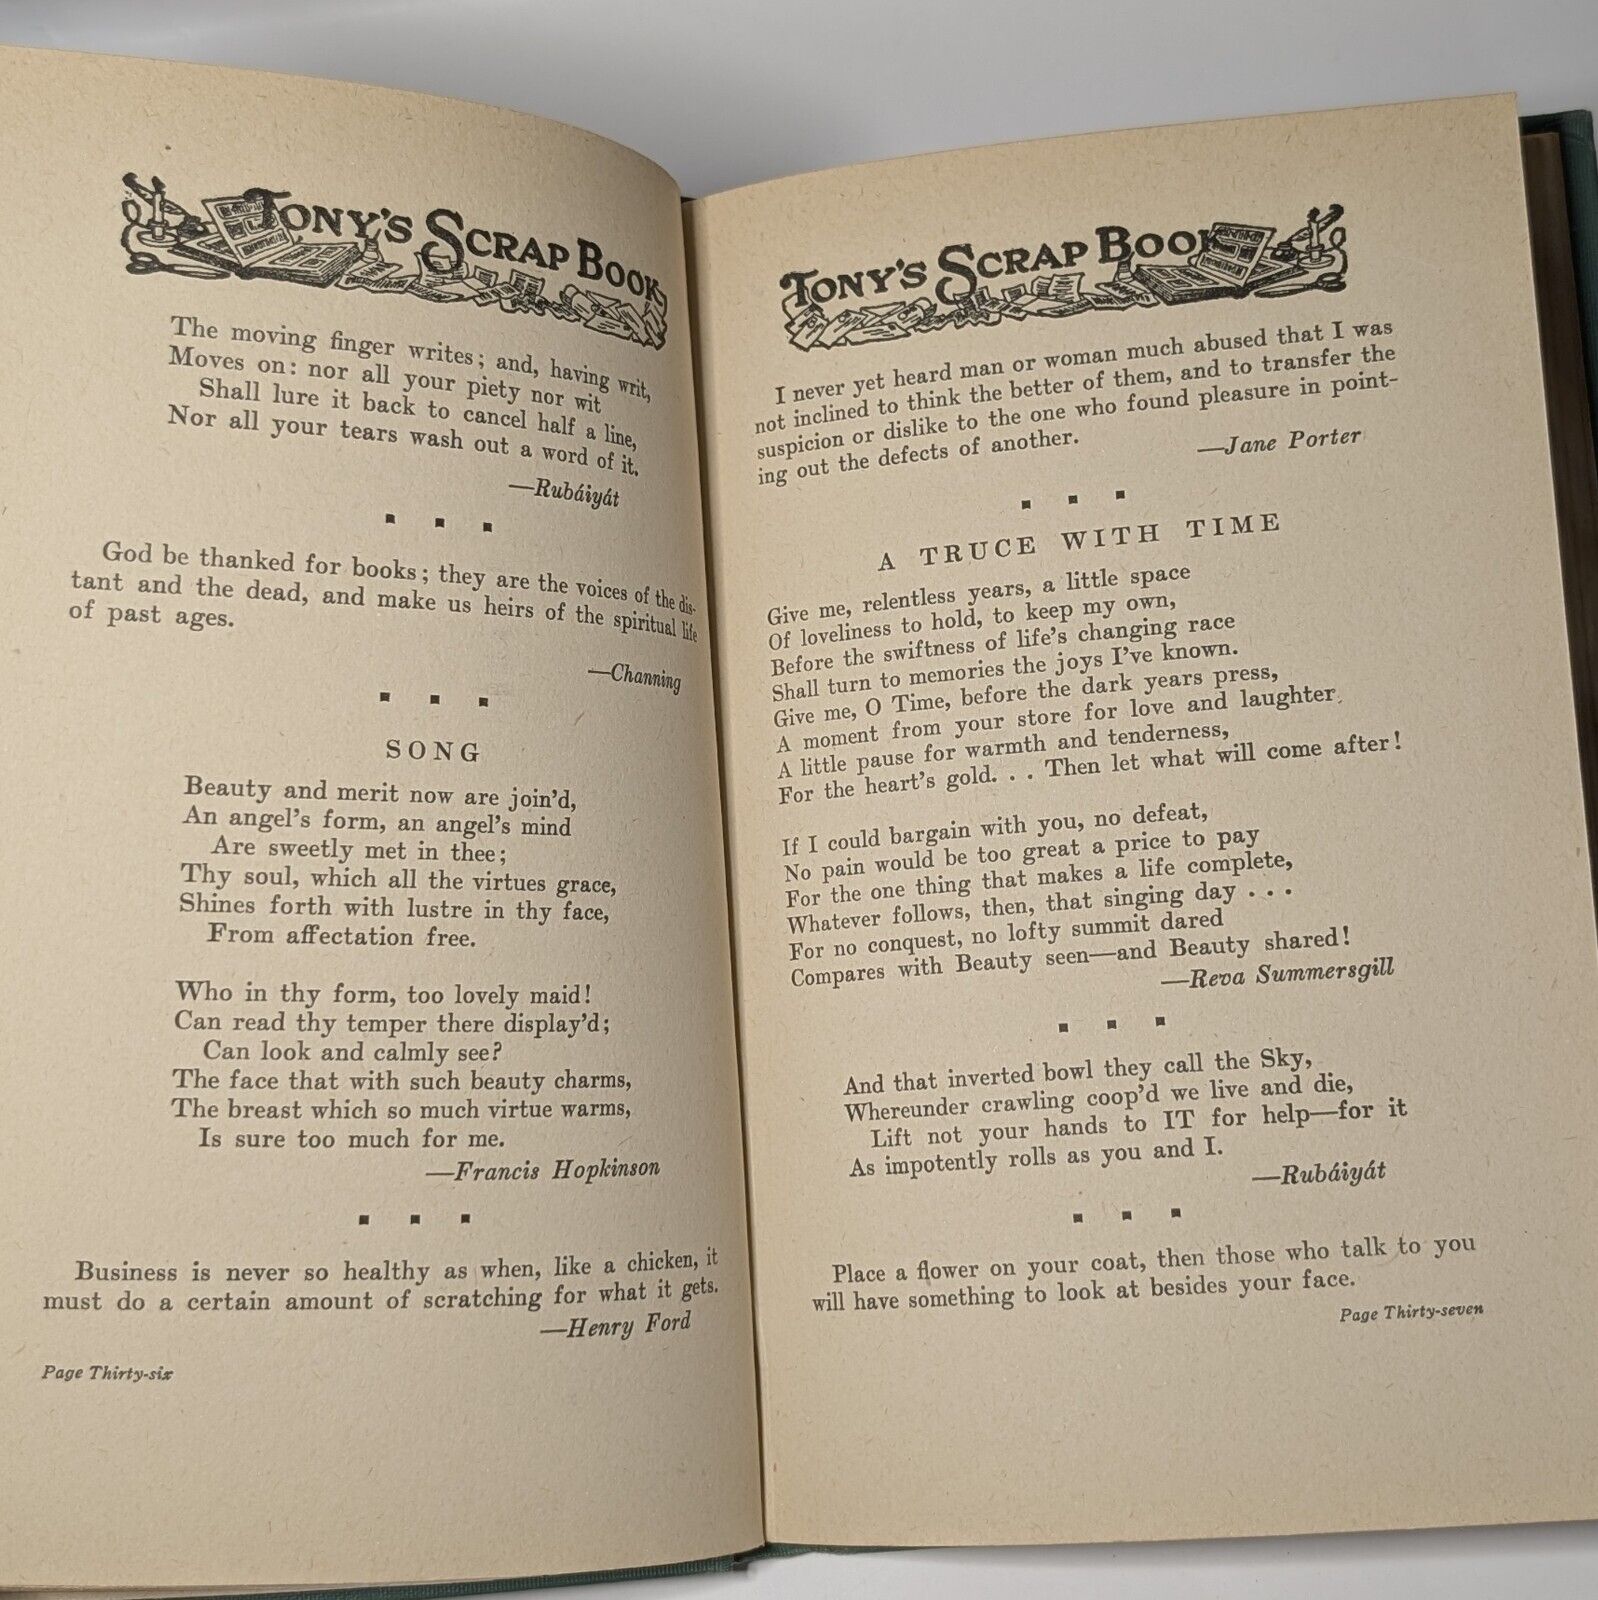 TONY'S SCRAP BOOK
The moving finger writes; and, having writ,
Moves on: nor all your piety nor wit
Shall lure it back to cancel half a line,
Nor all your tears wash out a word of it.
—Rubáiyát
God be thanked for books; they are the voices of the dis-
tant and the dead, and make us heirs of the spiritual life
of past ages.
—Channing
SONG
Beauty and merit now are join'd,
An angel's form, an angel's mind
Are sweetly met in thee;
Thy soul, which all the virtues grace,
Shines forth with lustre in thy face,
From affectation free.
Who in thy form, too lovely maid!
Can read thy temper there display'd;
Can look and calmly see?
The face that with such beauty charms,
The breast which so much virtue warms,
Is sure too much for me.
—Francis Hopkinson
Business is never so healthy as when, like a chicken, it
must do a certain amount of scratching for what it gets.
—Henry Ford
Page Thirty-six
TONY'S SCRAP BOOK
I never yet heard man or woman much abused that I was
not inclined to think the better of them, and to transfer the
suspicion or dislike to the one who found pleasure in point-
ing out the defects of another.
—Jane Porter
A TRUCE WITH TIME
Give me, relentless years, a little space
Of loveliness to hold, to keep my own,
Before the swiftness of life's changing race
Shall turn to memories the joys I've known.
Give me, O Time, before the dark years press,
A moment from your store for love and laughter,
A little pause for warmth and tenderness,
For the heart's gold. . . Then let what will come after!
If I could bargain with you, no defeat,
No pain would be too great a price to pay
For the one thing that makes a life complete,
Whatever follows, then, that singing day . . .
For no conquest, no lofty summit dared
Compares with Beauty seen—and Beauty shared!
—Reva Summersgill
And that inverted bowl they call the Sky,
Whereunder crawling coop'd we live and die,
Lift not your hands to IT for help—for it
As impotently rolls as you and I.
—Rubáiyát
Place a flower on your coat, then those who talk to you
will have something to look at besides your face.
Page Thirty-seven